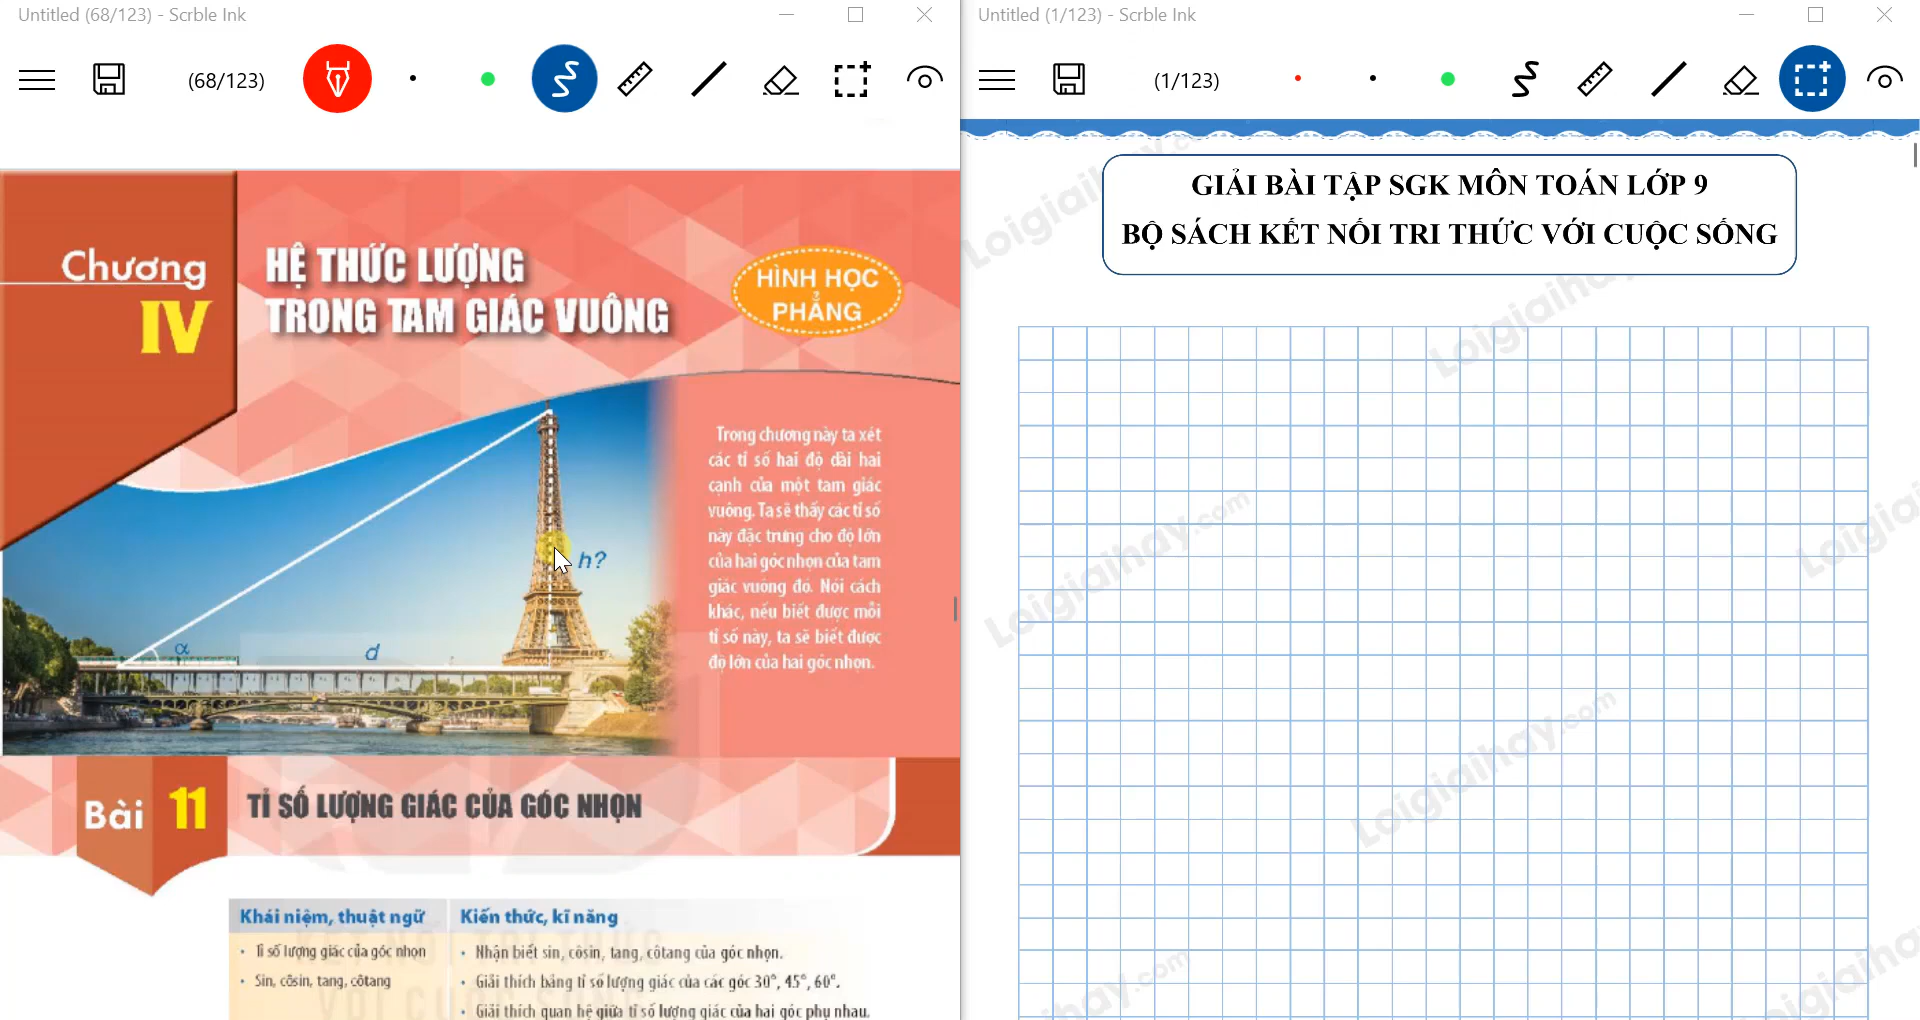 Untitled (68/123) - Scrble Ink
(68/123)
Chương
IV
HỆ THỨC LƯỢNG
TRONG TAM GIÁC VUÔNG
HÌNH HỌC
PHẲNG
Trong chương này ta xét
các tỉ số hai độ dài hai
cạnh của một tam giác
vuông. Ta sẽ thấy các tỉ số
này đặc trưng cho độ lớn
của hai góc nhọn của tam
giác vuông đó. Nói cách
khác, nếu biết được mỗi
tỉ số này, ta sẽ biết được
độ lớn của hai góc nhọn.
h?
α
d
Bài 11
TỈ SỐ LƯỢNG GIÁC CỦA GÓC NHỌN
Khái niệm, thuật ngữ
• Tỉ số lượng giác của góc nhọn
• Sin, côsin, tang, côtang
Kiến thức, kĩ năng
• Nhận biết sin, côsin, tang, côtang của góc nhọn.
• Giải thích bảng tỉ số lượng giác của các góc 30°, 45°, 60°.
• Giải thích quan hệ giữa tỉ số lượng giác của hai góc phụ nhau.
Untitled (1/123) - Scrble Ink
(1/123)
GIẢI BÀI TẬP SGK MÔN TOÁN LỚP 9
BỘ SÁCH KẾT NỐI TRI THỨC VỚI CUỘC SỐNG
Loigiaihay.com
Loigiaihay.com